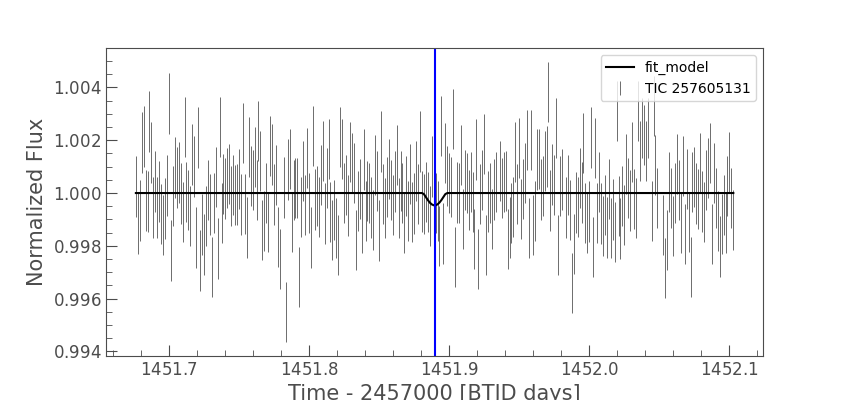 fit_model
TIC 257605131
1.004
1.002
1.000
0.998
0.996
0.994
Normalized Flux
1451.7 1451.8 1451.9 1452.0 1452.1
Time - 2457000 [BTJD days]